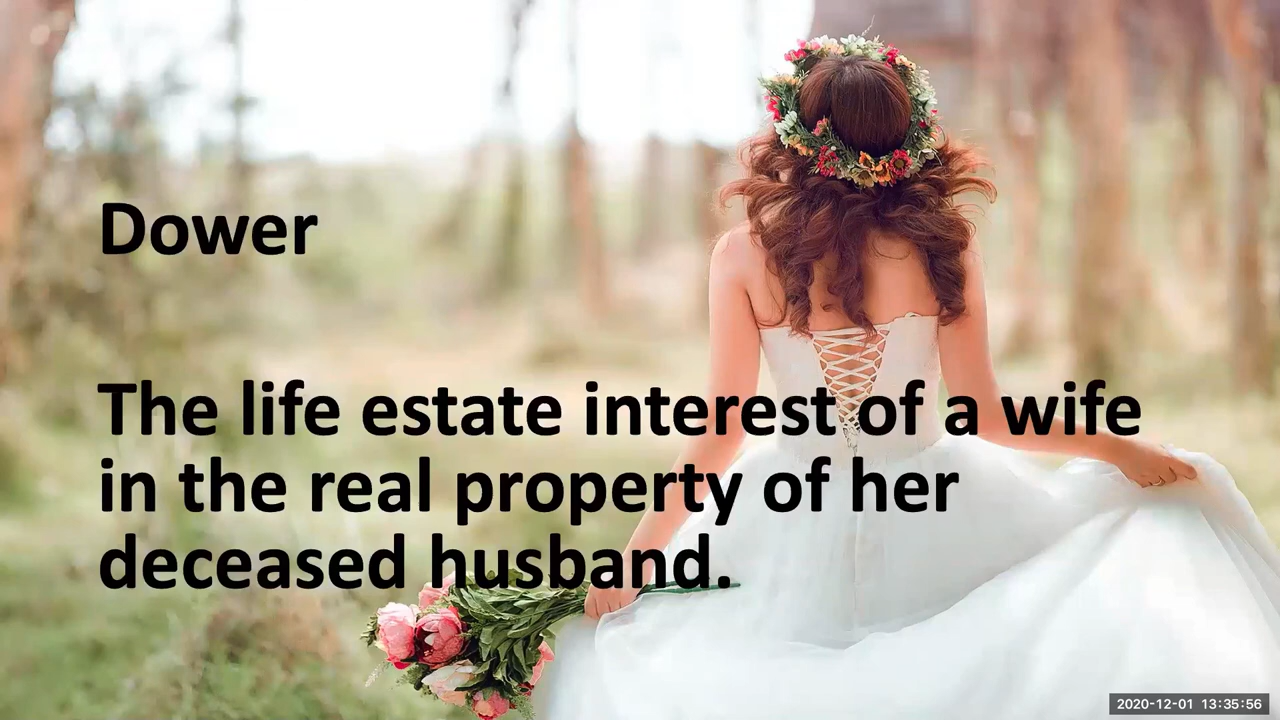 Dower
The life estate interest of a wife
in the real property of her
deceased husband.
2020-12-01 13:35:56